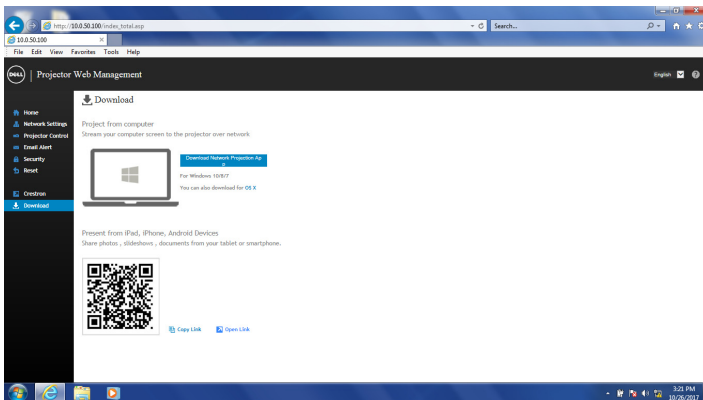 http://10.0.50.100/index_total.asp
Search...
10.0.50.100
File Edit View Favorites Tools Help
DELL | Projector Web Management
English
Download
Home
Network Settings
Projector Control
Email Alert
Security
Reset
Crestron
Download
Project from computer
Stream your computer screen to the projector over network
Download Network Projection Ap
p
For Windows 10/8/7
You can also download for OS X
Present from iPad, iPhone, Android Devices
Share photos , slideshows , documents from your tablet or smartphone.
Copy Link
Open Link
3:21 PM
10/26/2017